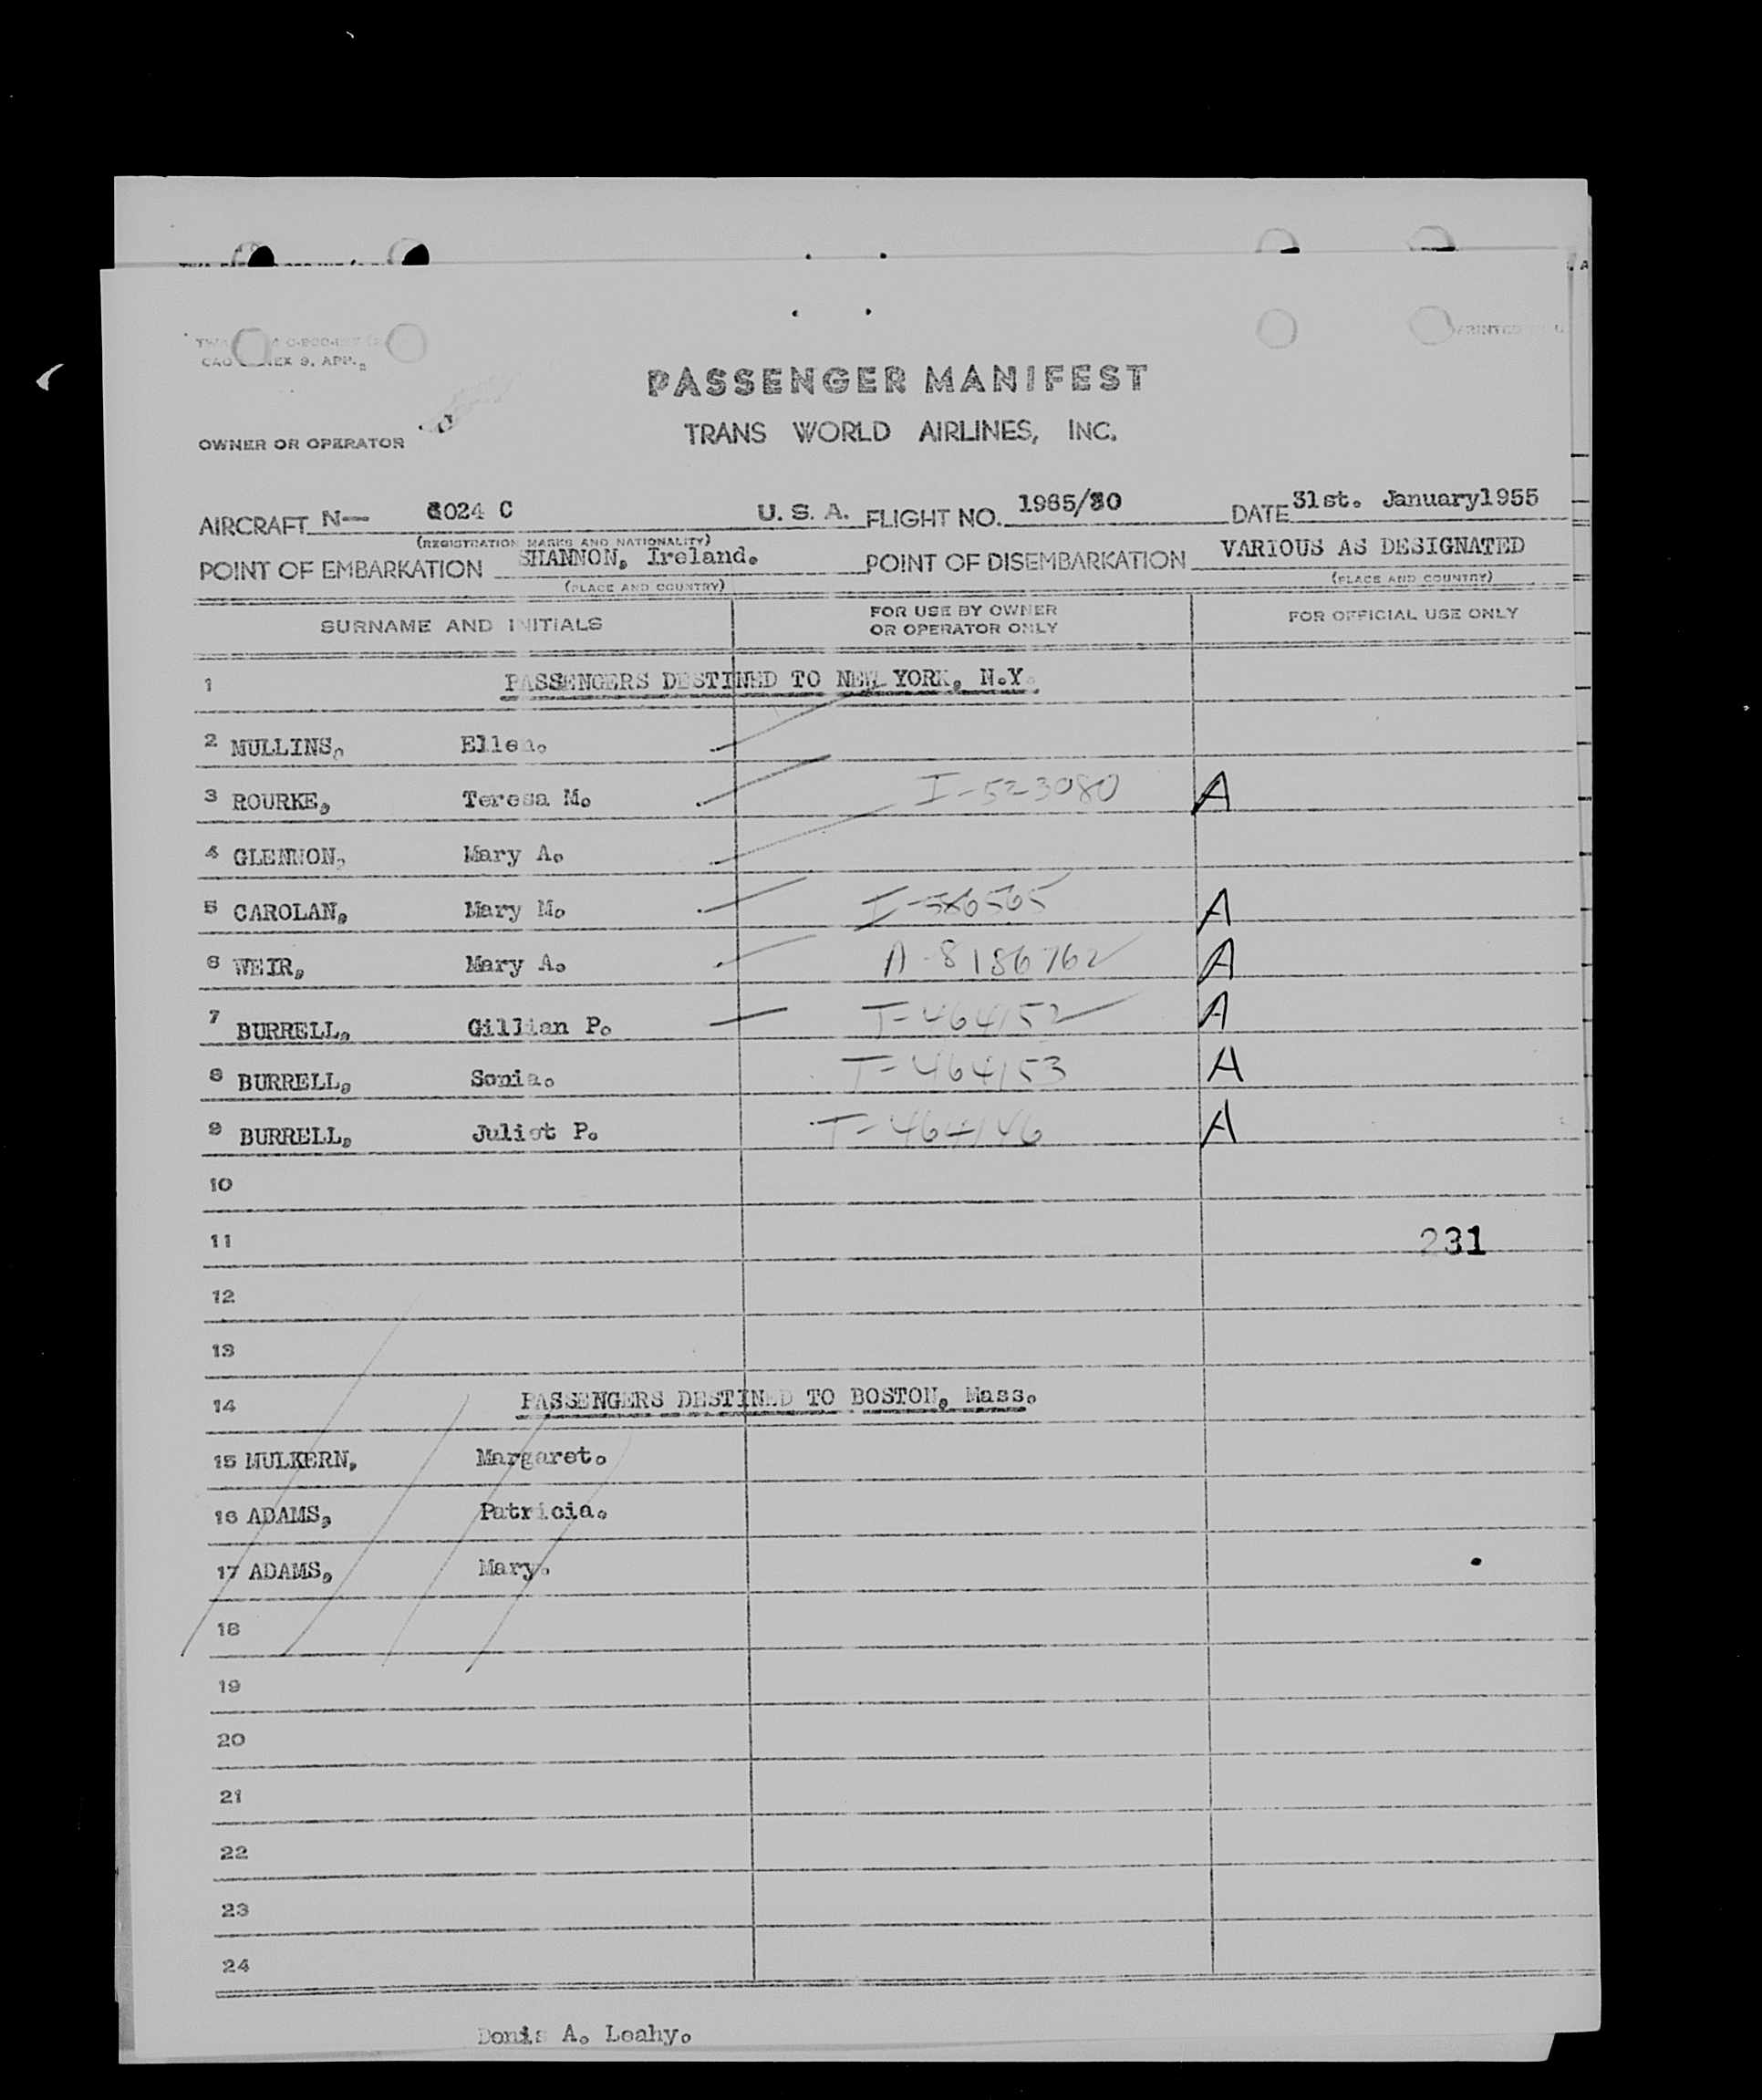 PASSENGER MANIFEST
OWNER OR OPERATOR TRANS WORLD AIRLINES, INC.
AIRCRAFT N— 6024 C U. S. A. FLIGHT NO. 1965/30 DATE 31st. January1955
(REGISTRATION MARKS AND NATIONALITY)
POINT OF EMBARKATION SHANNON, Ireland. POINT OF DISEMBARKATION VARIOUS AS DESIGNATED
(PLACE AND COUNTRY) (PLACE AND COUNTRY)
SURNAME AND INITIALS FOR USE BY OWNER OR OPERATOR ONLY FOR OFFICIAL USE ONLY
1 PASSENGERS DESTINED TO NEW YORK, N.Y.
2 MULLINS, Ellen.
3 ROURKE, Teresa M. I-523080 A
4 GLENNON, Mary A.
5 CAROLAN, Mary M. I-586565 A
6 WEIR, Mary A. A-8186762 A
7 BURRELL, Gillian P. T-464152 A
8 BURRELL, Sonia. T-464153 A
9 BURRELL, Juliet P. T-464146 A
10
11 231
12
13
14 PASSENGERS DESTINED TO BOSTON, Mass.
15 MULKERN, Margaret.
16 ADAMS, Patricia.
17 ADAMS, Mary.
18
19
20
21
22
23
24
Donis A. Leahy.